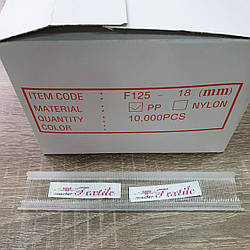 ITEM CODE : F125 - 18 (mm)
MATERIAL : ☑ PP ☐ NYLON
QUANTITY : 10,000PCS
COLOR :
Textile Textile